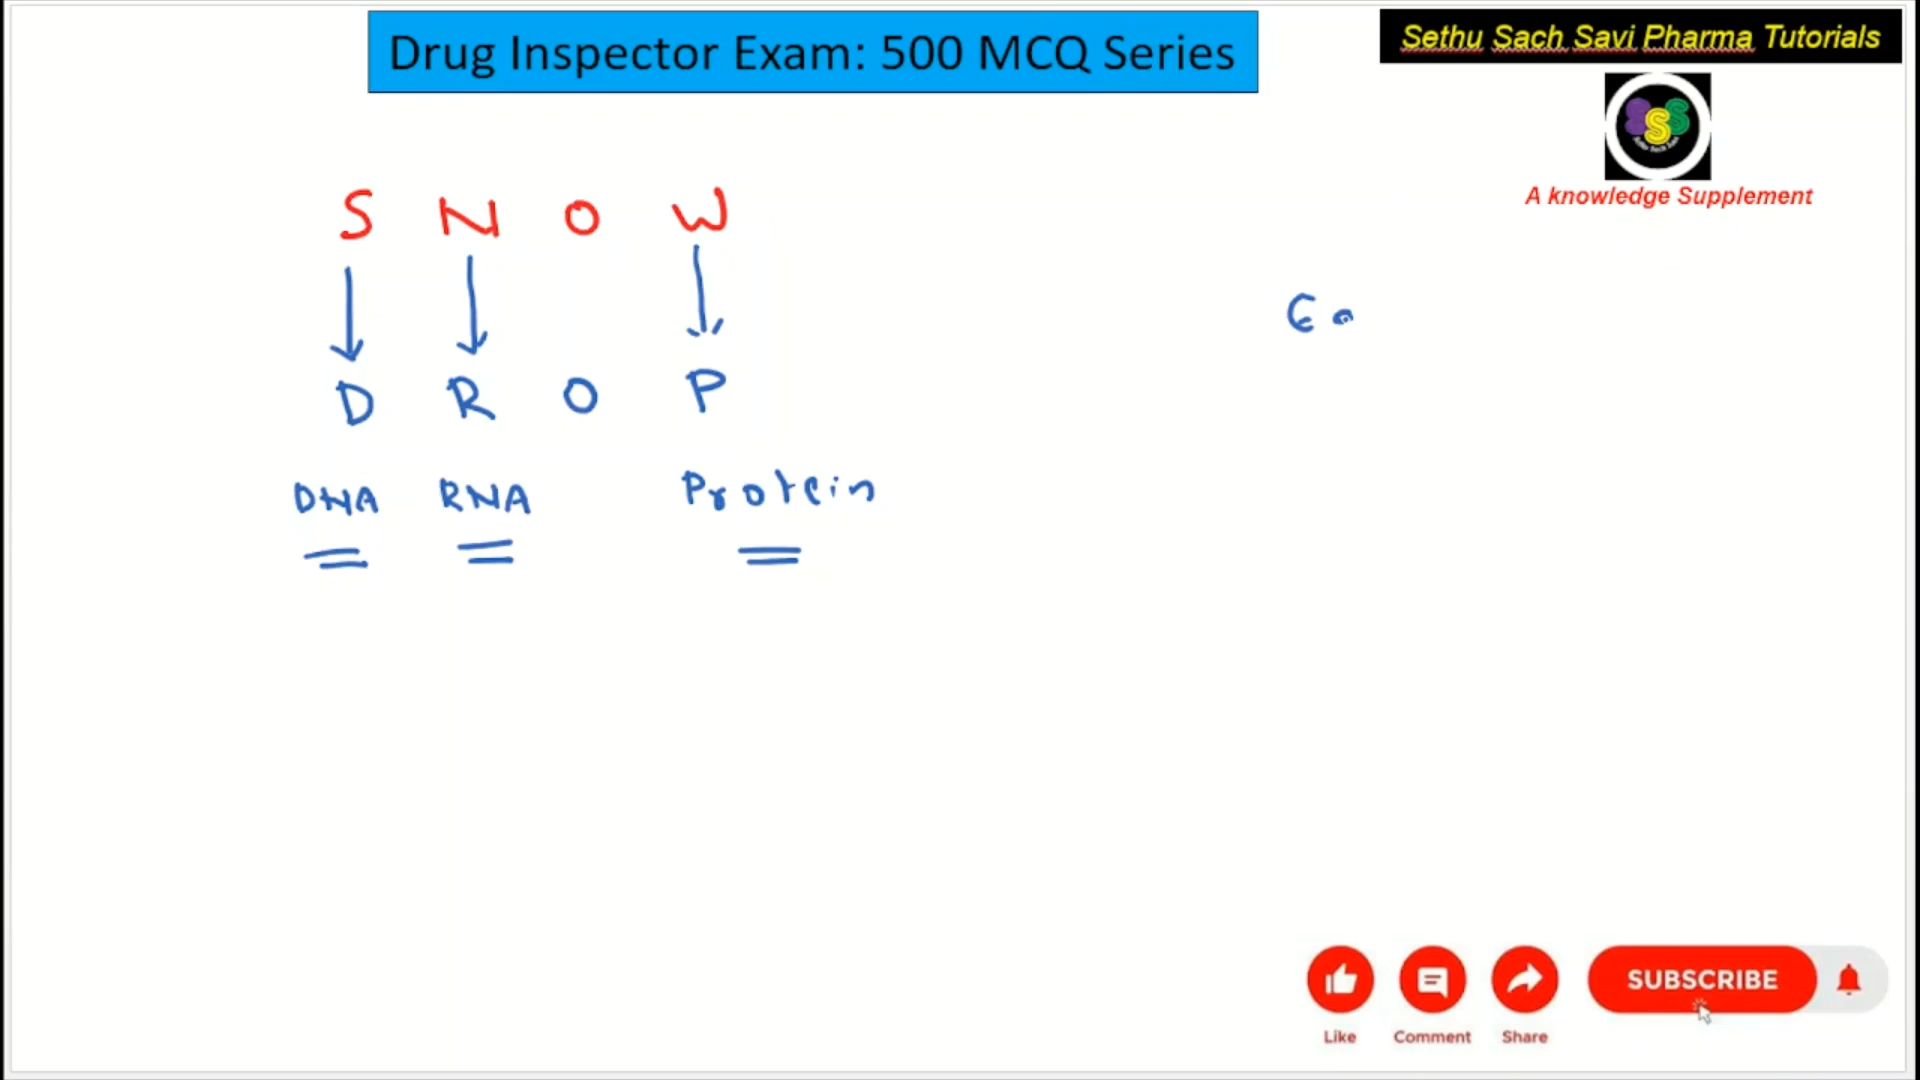 Drug Inspector Exam: 500 MCQ Series
Sethu Sach Savi Pharma Tutorials
SSS
A knowledge Supplement
S N O W
D R O P
DNA RNA Protein
SUBSCRIBE
Like Comment Share